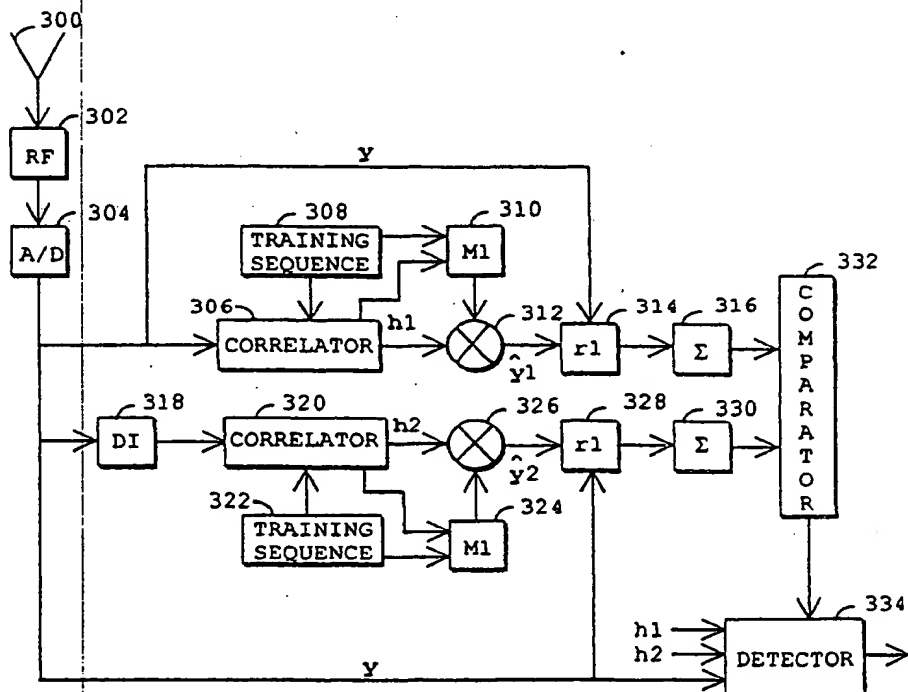 300
302
RF
y
304
A/D
308
TRAINING
SEQUENCE
310
M1
332
COMPARATOR
306
CORRELATOR
h1
312
ŷ1
314
r1
316
Σ
318
DI
320
CORRELATOR
h2
326
ŷ2
328
r1
330
Σ
322
TRAINING
SEQUENCE
324
M1
334
h1
h2
DETECTOR
y